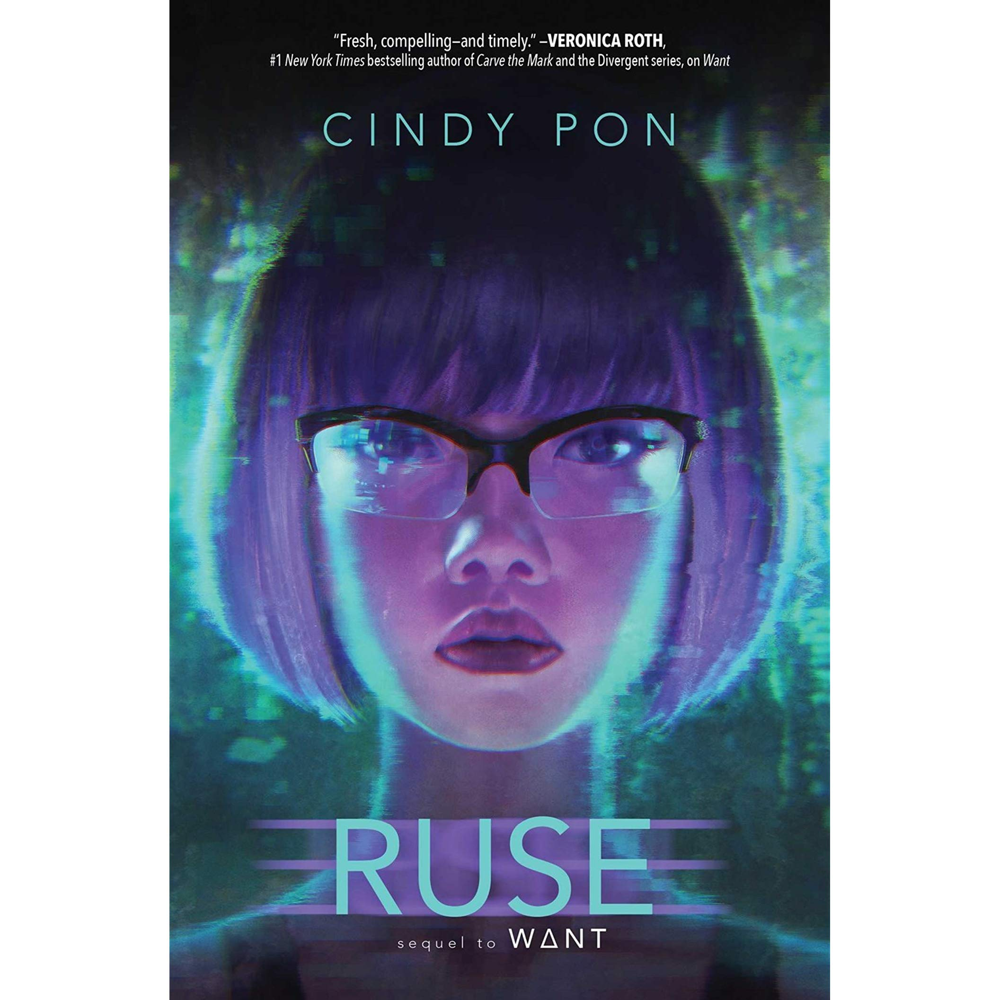 “Fresh, compelling—and timely.” —VERONICA ROTH,
#1 New York Times bestselling author of Carve the Mark and the Divergent series, on Want
CINDY PON
RUSE
sequel to WΔNT